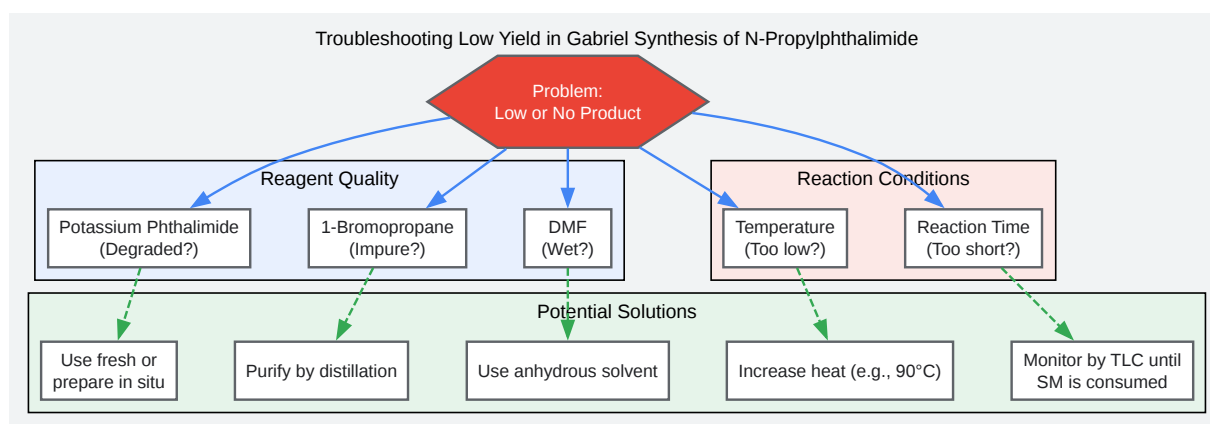 Troubleshooting Low Yield in Gabriel Synthesis of N-Propylphthalimide
Problem:
Low or No Product
Reagent Quality
Reaction Conditions
Potassium Phthalimide
(Degraded?)
1-Bromopropane
(Impure?)
DMF
(Wet?)
Temperature
(Too low?)
Reaction Time
(Too short?)
Potential Solutions
Use fresh or
prepare in situ
Purify by distillation
Use anhydrous solvent
Increase heat (e.g., 90°C)
Monitor by TLC until
SM is consumed